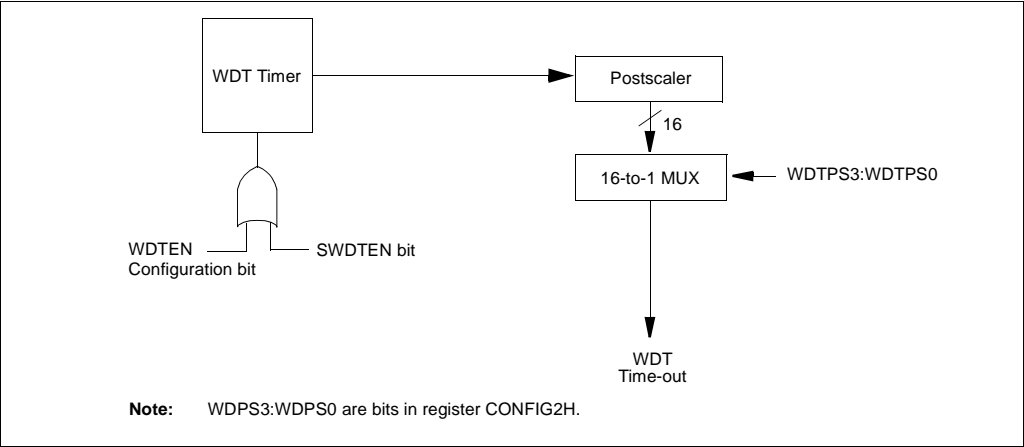 WDT Timer
Postscaler
16
16-to-1 MUX
WDTPS3:WDTPS0
WDTEN
Configuration bit
SWDTEN bit
WDT
Time-out
Note: WDPS3:WDPS0 are bits in register CONFIG2H.